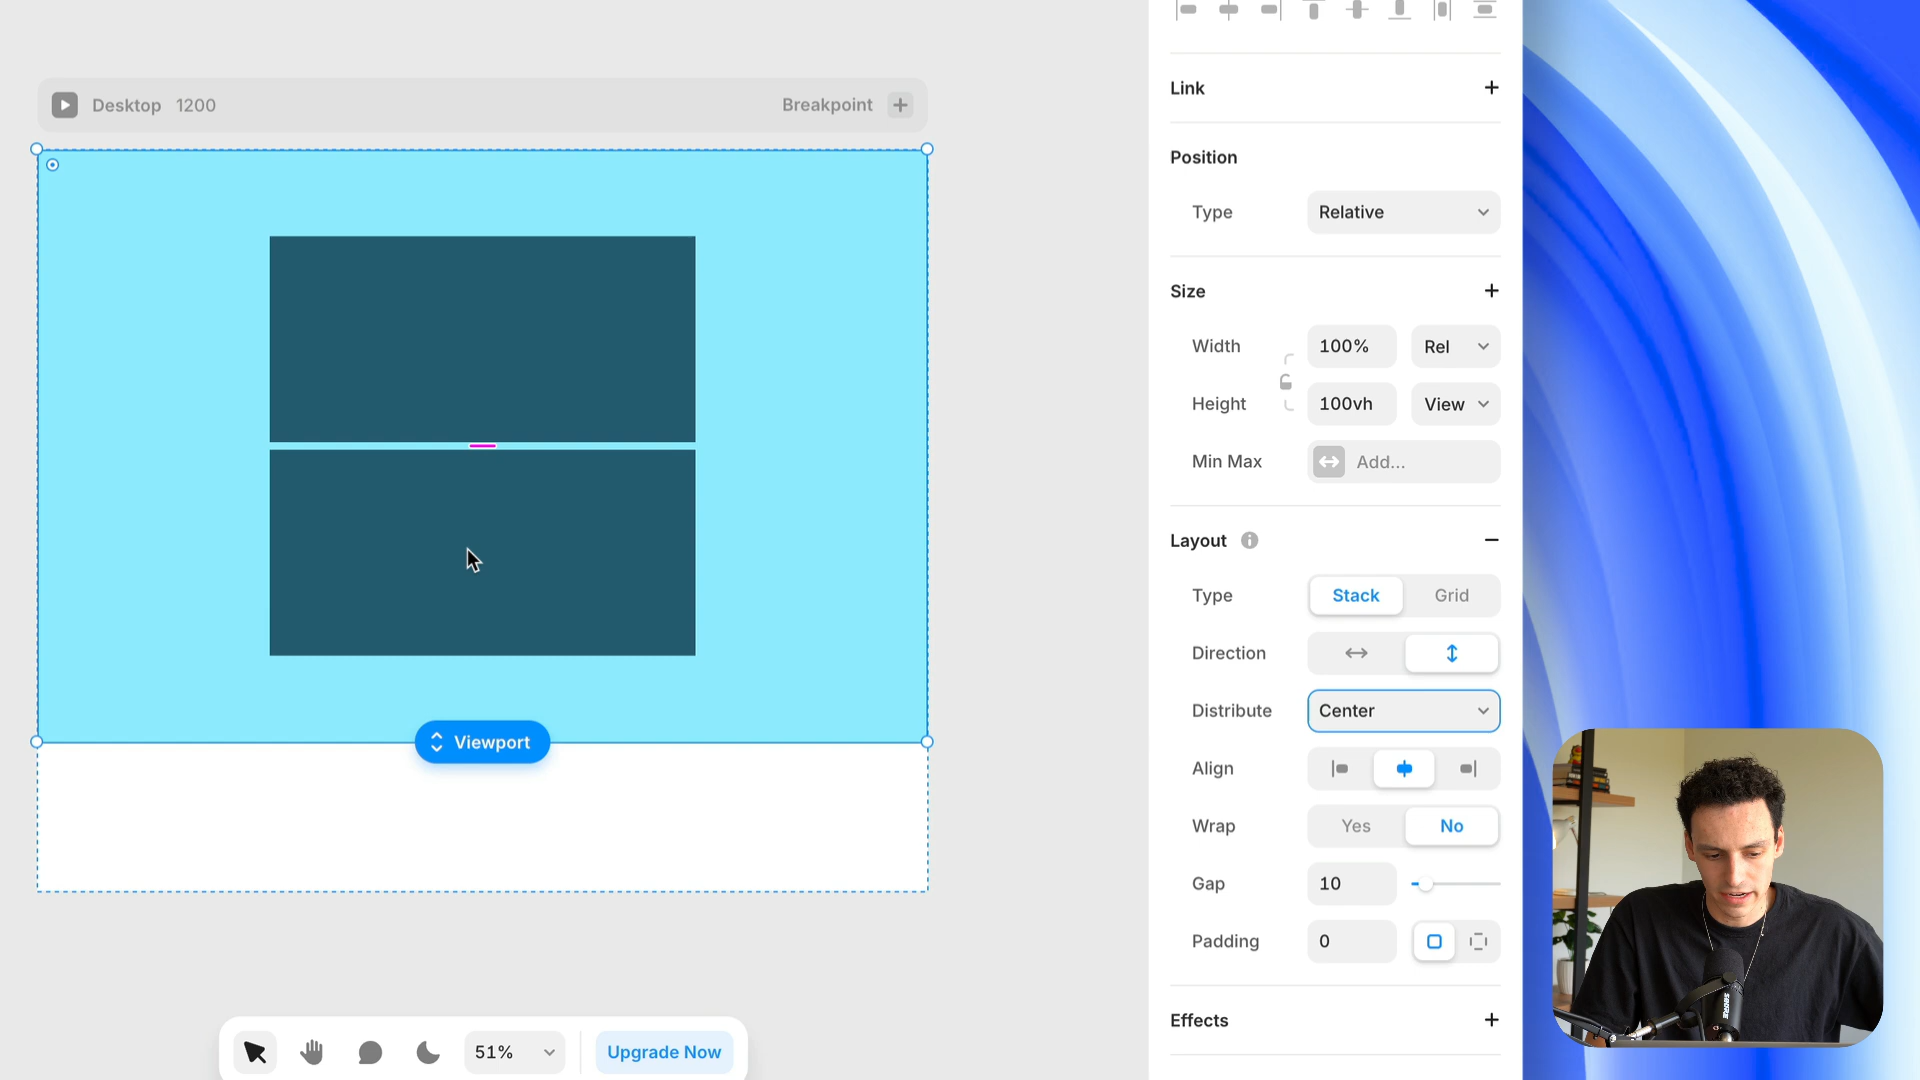 Desktop 1200
Breakpoint
Viewport
51%
Upgrade Now
Link
Position
Type Relative
Size
Width 100% Rel
Height 100vh View
Min Max Add...
Layout
Type Stack Grid
Direction
Distribute Center
Align
Wrap Yes No
Gap 10
Padding 0
Effects
SHURE